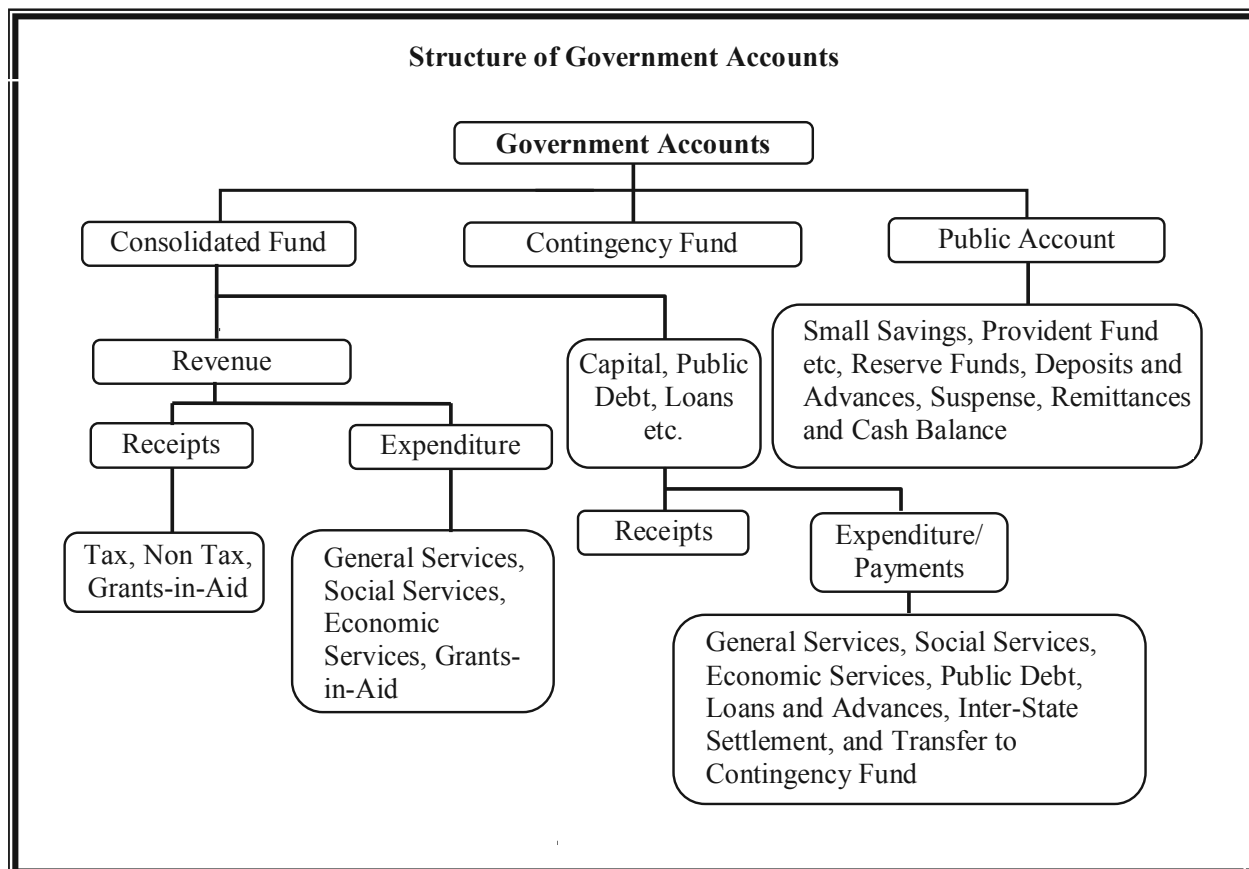 Structure of Government Accounts
Government Accounts
Consolidated Fund
Contingency Fund
Public Account
Small Savings, Provident Fund
etc, Reserve Funds, Deposits and
Advances, Suspense, Remittances
and Cash Balance
Revenue
Capital, Public
Debt, Loans
etc.
Receipts
Expenditure
Tax, Non Tax,
Grants-in-Aid
General Services,
Social Services,
Economic
Services, Grants-
in-Aid
Receipts
Expenditure/
Payments
General Services, Social Services,
Economic Services, Public Debt,
Loans and Advances, Inter-State
Settlement, and Transfer to
Contingency Fund